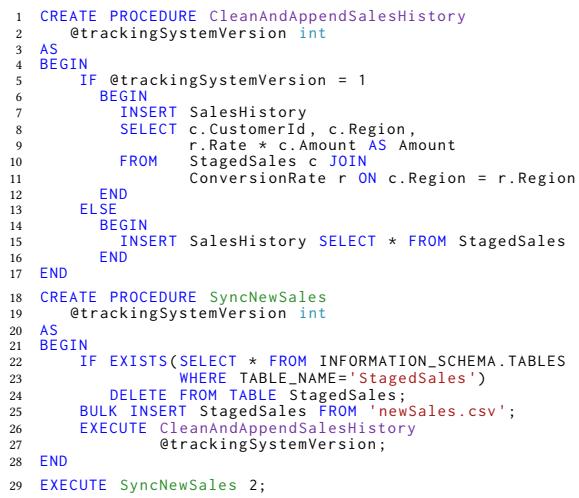 1 CREATE PROCEDURE CleanAndAppendSalesHistory
2 @trackingSystemVersion int
3 AS
4 BEGIN
5 IF @trackingSystemVersion = 1
6 BEGIN
7 INSERT SalesHistory
8 SELECT c.CustomerId, c.Region,
9 r.Rate * c.Amount AS Amount
10 FROM StagedSales c JOIN
11 ConversionRate r ON c.Region = r.Region
12 END
13 ELSE
14 BEGIN
15 INSERT SalesHistory SELECT * FROM StagedSales
16 END
17 END
18 CREATE PROCEDURE SyncNewSales
19 @trackingSystemVersion int
20 AS
21 BEGIN
22 IF EXISTS(SELECT * FROM INFORMATION_SCHEMA.TABLES
23 WHERE TABLE_NAME='StagedSales')
24 DELETE FROM TABLE StagedSales;
25 BULK INSERT StagedSales FROM 'newSales.csv';
26 EXECUTE CleanAndAppendSalesHistory
27 @trackingSystemVersion;
28 END
29 EXECUTE SyncNewSales 2;